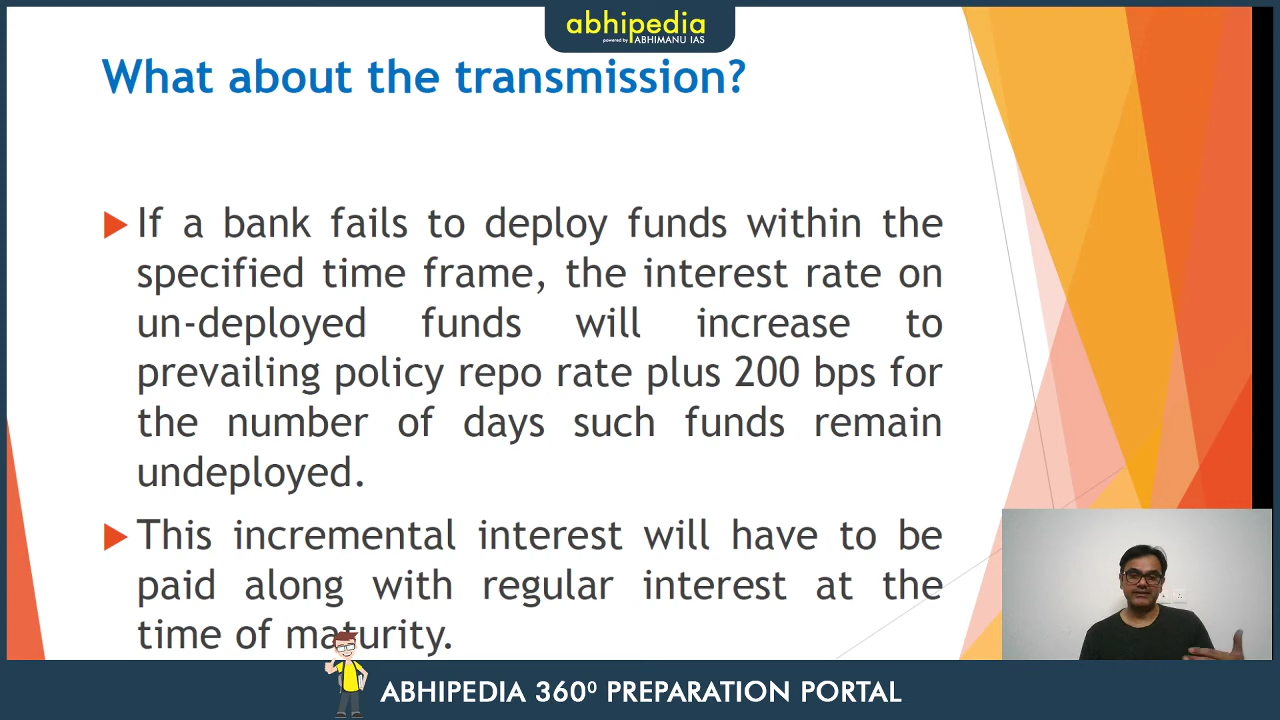 abhipedia
powered by ABHIMANU IAS
What about the transmission?
If a bank fails to deploy funds within the
specified time frame, the interest rate on
un-deployed funds will increase to
prevailing policy repo rate plus 200 bps for
the number of days such funds remain
undeployed.
This incremental interest will have to be
paid along with regular interest at the
time of maturity.
ABHIPEDIA 360⁰ PREPARATION PORTAL